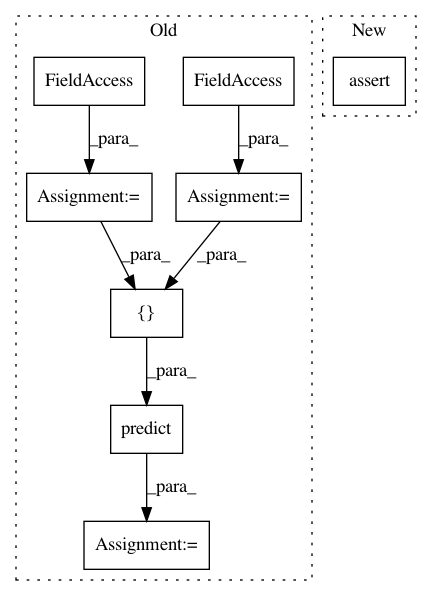 Old
New
FieldAccess
FieldAccess
assert
_para_
_para_
Assignment:=
Assignment:=
_para_
_para_
{}
_para_
predict
_para_
Assignment:=